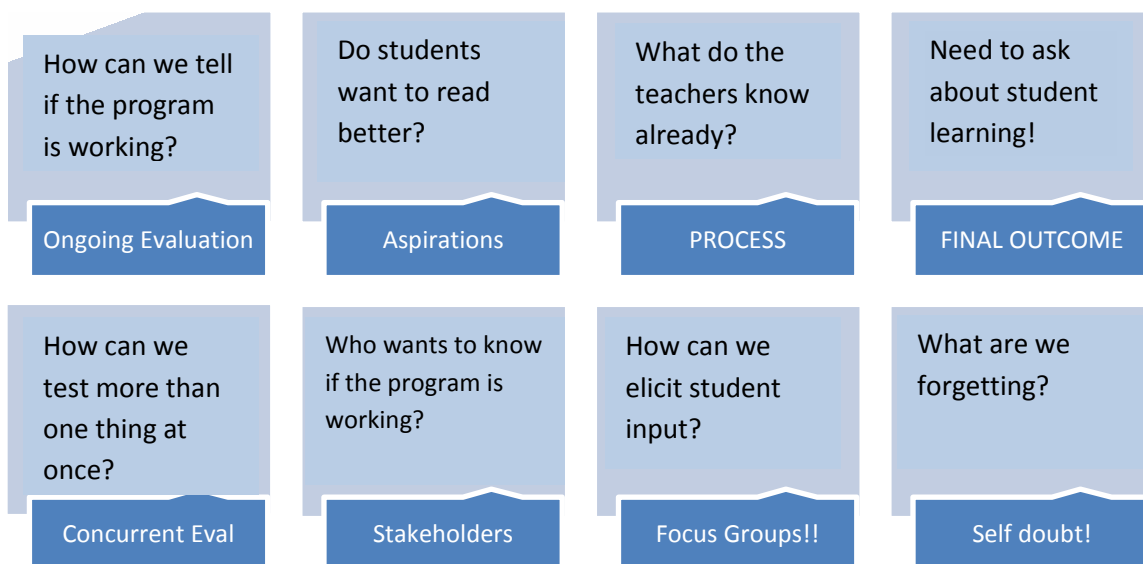 How can we tell
if the program
is working?
Ongoing Evaluation
Do students
want to read
better?
Aspirations
What do the
teachers know
already?
PROCESS
Need to ask
about student
learning!
FINAL OUTCOME
How can we
test more than
one thing at
once?
Concurrent Eval
Who wants to know
if the program is
working?
Stakeholders
How can we
elicit student
input?
Focus Groups!!
What are we
forgetting?
Self doubt!